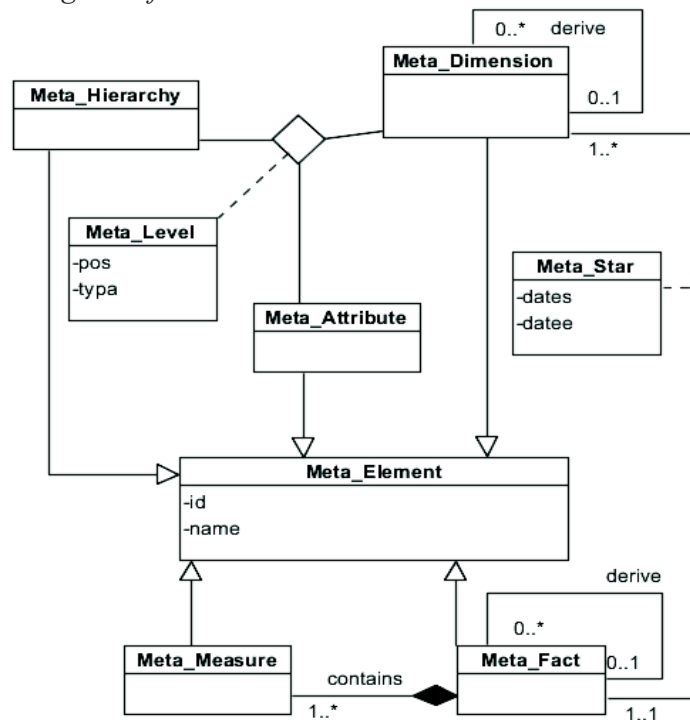 0..* derive
Meta_Dimension
0..1
1..*
Meta_Hierarchy
Meta_Level
-pos
-typa
Meta_Star
-dates
-datee
Meta_Attribute
Meta_Element
-id
-name
derive
0..*
0..1
Meta_Measure
contains
1..*
Meta_Fact
1..1